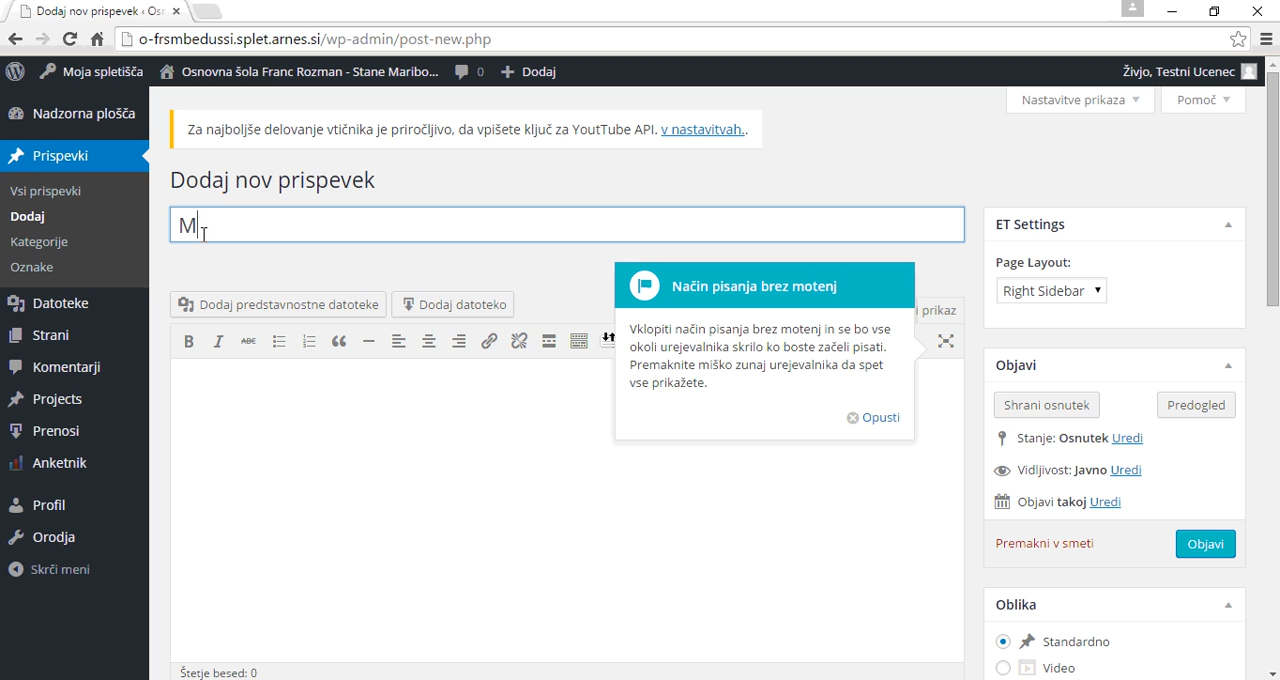 Dodaj nov prispevek ‹ Osn
o-frsmbedussi.splet.arnes.si/wp-admin/post-new.php
Moja spletišča Osnovna šola Franc Rozman - Stane Maribo... 0 Dodaj Živjo, Testni Ucenec
Nadzorna plošča
Prispevki
Vsi prispevki
Dodaj
Kategorije
Oznake
Datoteke
Strani
Komentarji
Projects
Prenosi
Anketnik
Profil
Orodja
Skrči meni
Nastavitve prikaza Pomoč
Za najboljše delovanje vtičnika je priročljivo, da vpišete ključ za YouTube API. v nastavitvah..
Dodaj nov prispevek
M
Dodaj predstavnostne datoteke Dodaj datoteko
i prikaz
B I ABC
Način pisanja brez motenj
Vklopiti način pisanja brez motenj in se bo vse
okoli urejevalnika skrilo ko boste začeli pisati.
Premaknite miško zunaj urejevalnika da spet
vse prikažete.
Opusti
Štetje besed: 0
ET Settings
Page Layout:
Right Sidebar
Objavi
Shrani osnutek Predogled
Stanje: Osnutek Uredi
Vidljivost: Javno Uredi
Objavi takoj Uredi
Premakni v smeti Objavi
Oblika
Standardno
Video